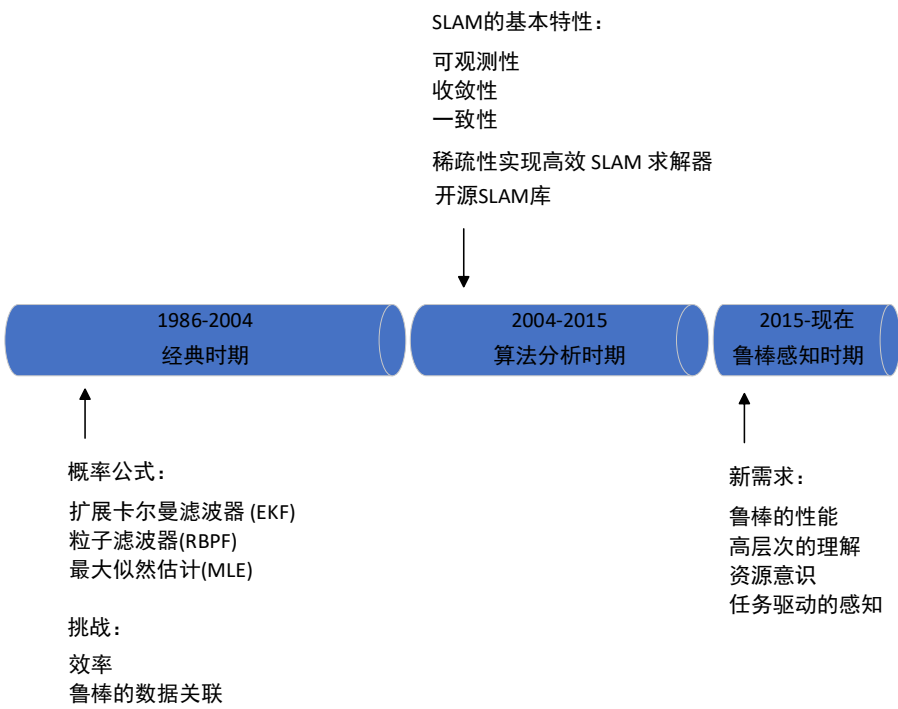 SLAM的基本特性：
可观测性
收敛性
一致性
稀疏性实现高效 SLAM 求解器
开源SLAM库
1986-2004
经典时期
2004-2015
算法分析时期
2015-现在
鲁棒感知时期
概率公式：
扩展卡尔曼滤波器 (EKF)
粒子滤波器(RBPF)
最大似然估计(MLE)
挑战：
效率
鲁棒的数据关联
新需求：
鲁棒的性能
高层次的理解
资源意识
任务驱动的感知